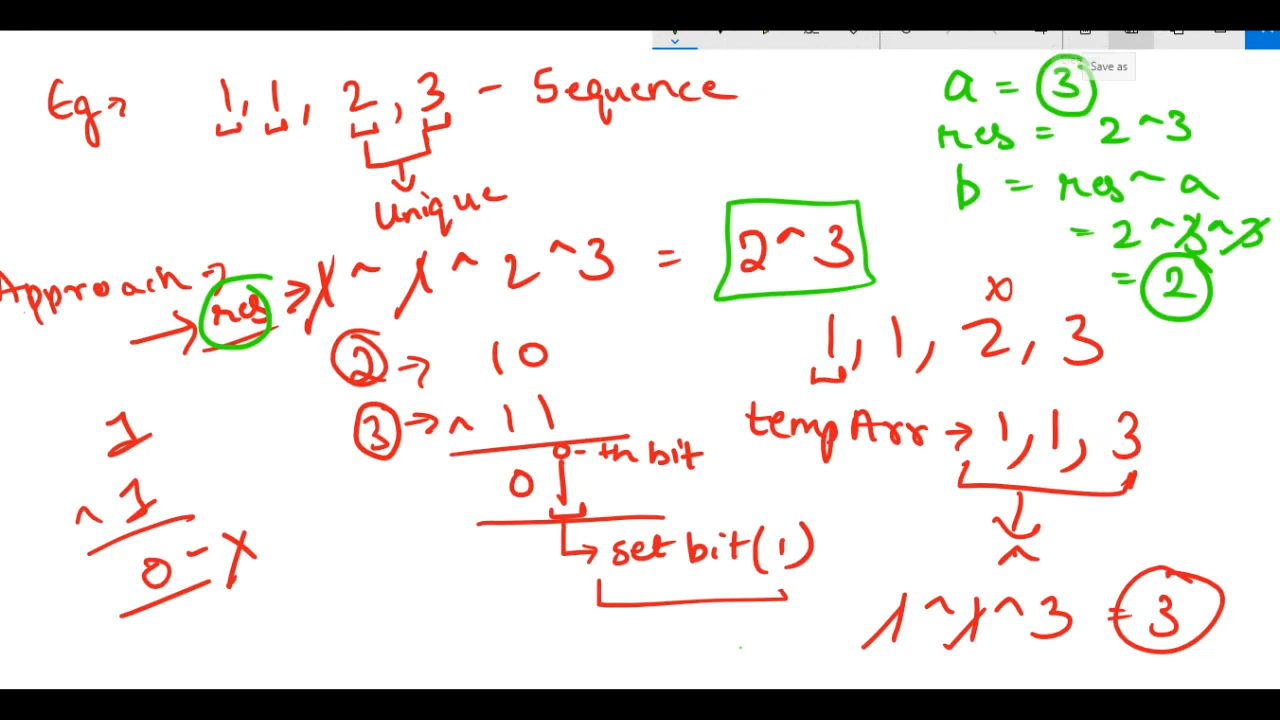 Eg →
1, 1, 2, 3 - Sequence
Unique
Approach →
→ res → 1 ^ 1 ^ 2 ^ 3 = 2 ^ 3
2 → 10
3 → ^ 11
0-th bit
0
set bit (1)
1
^ 1
0 - x
a = 3
res = 2 ^ 3
b = res ^ a
= 2 ^ 3 ^ 3
= 2
x
1, 1, 2, 3
temp Arr → 1, 1, 3
^
1 ^ 1 ^ 3 = 3
Save as